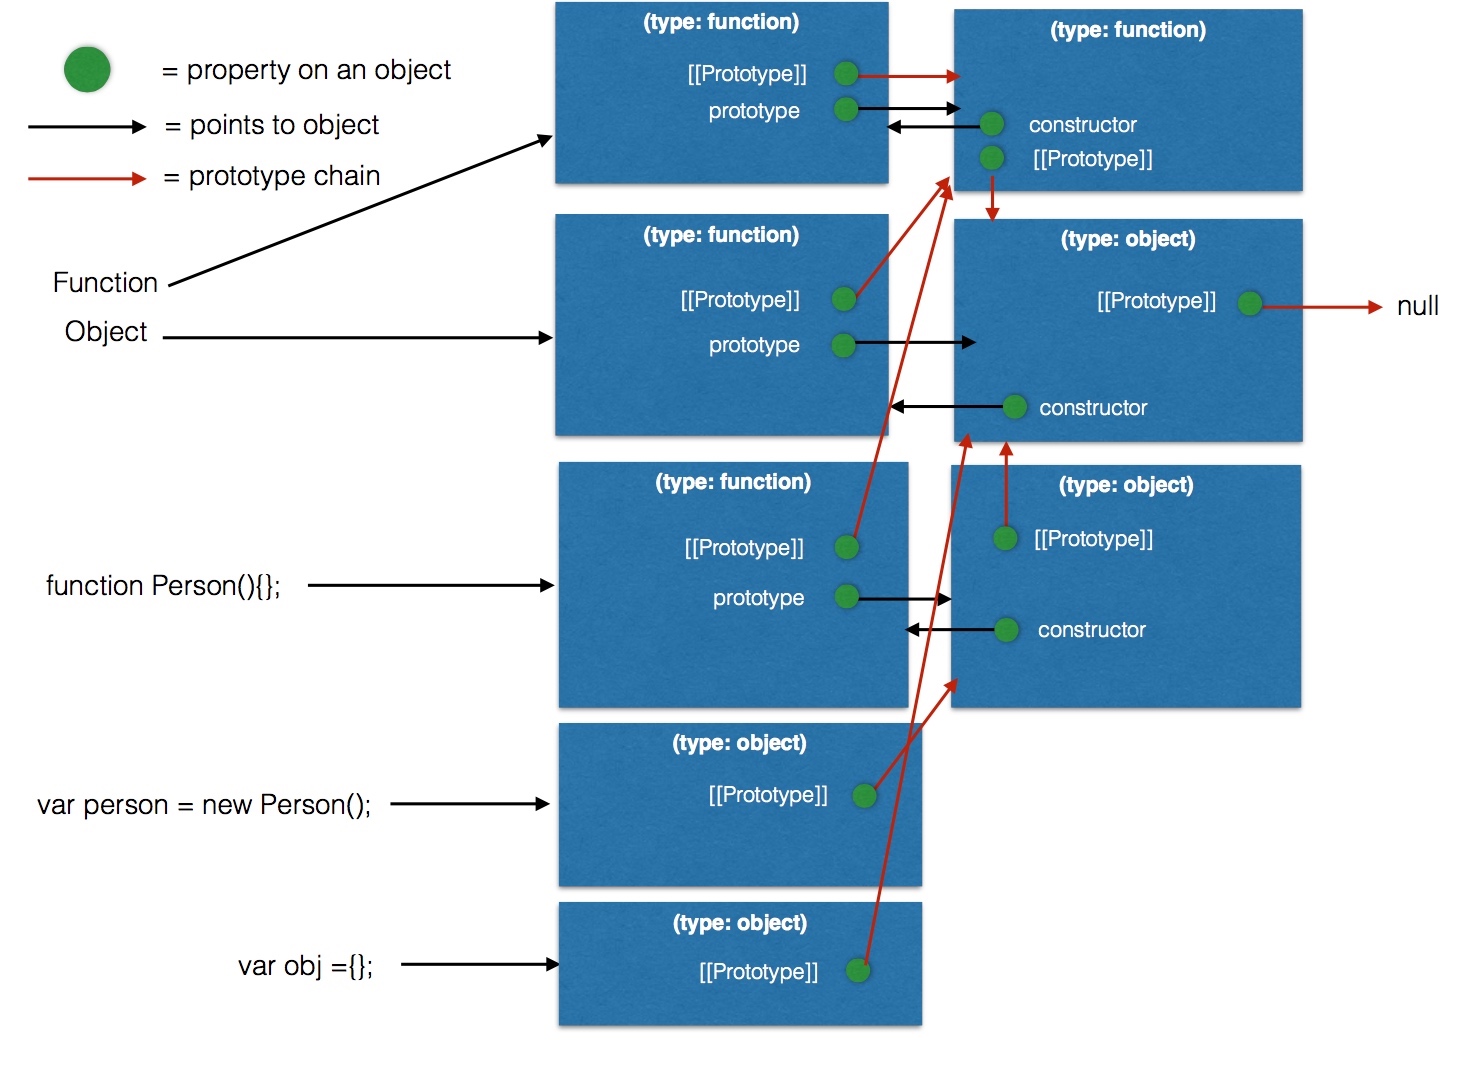 = property on an object
= points to object
= prototype chain
Function
Object
function Person(){};
var person = new Person();
var obj ={};
(type: function)
[[Prototype]]
prototype
(type: function)
constructor
[[Prototype]]
(type: function)
[[Prototype]]
prototype
(type: object)
[[Prototype]]
constructor
null
(type: function)
[[Prototype]]
prototype
(type: object)
[[Prototype]]
constructor
(type: object)
[[Prototype]]
(type: object)
[[Prototype]]